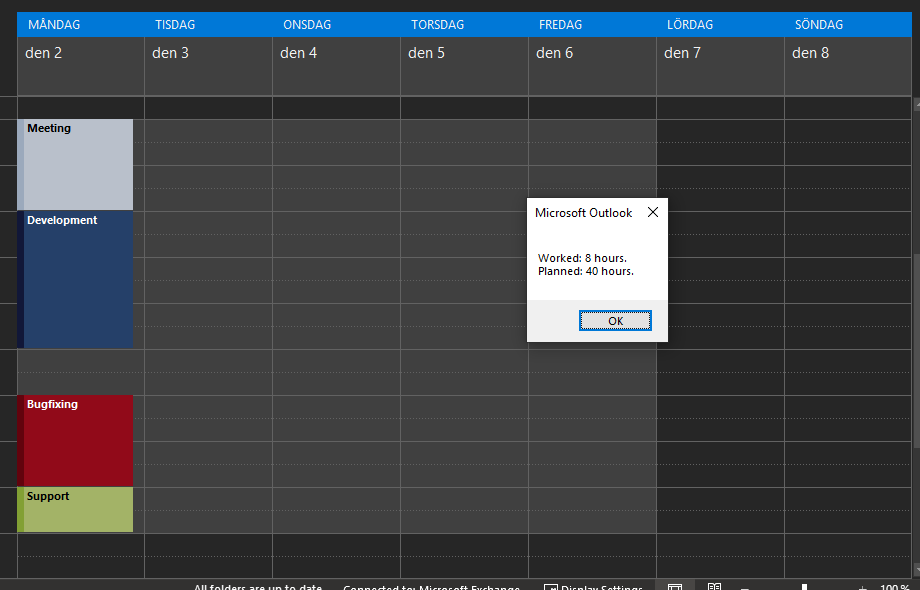 MÅNDAG TISDAG ONSDAG TORSDAG FREDAG LÖRDAG SÖNDAG
den 2 den 3 den 4 den 5 den 6 den 7 den 8
Meeting
Development
Bugfixing
Support
Microsoft Outlook
Worked: 8 hours.
Planned: 40 hours.
OK
All folders are up to date. Connected to: Microsoft Exchange Display Settings 100 %